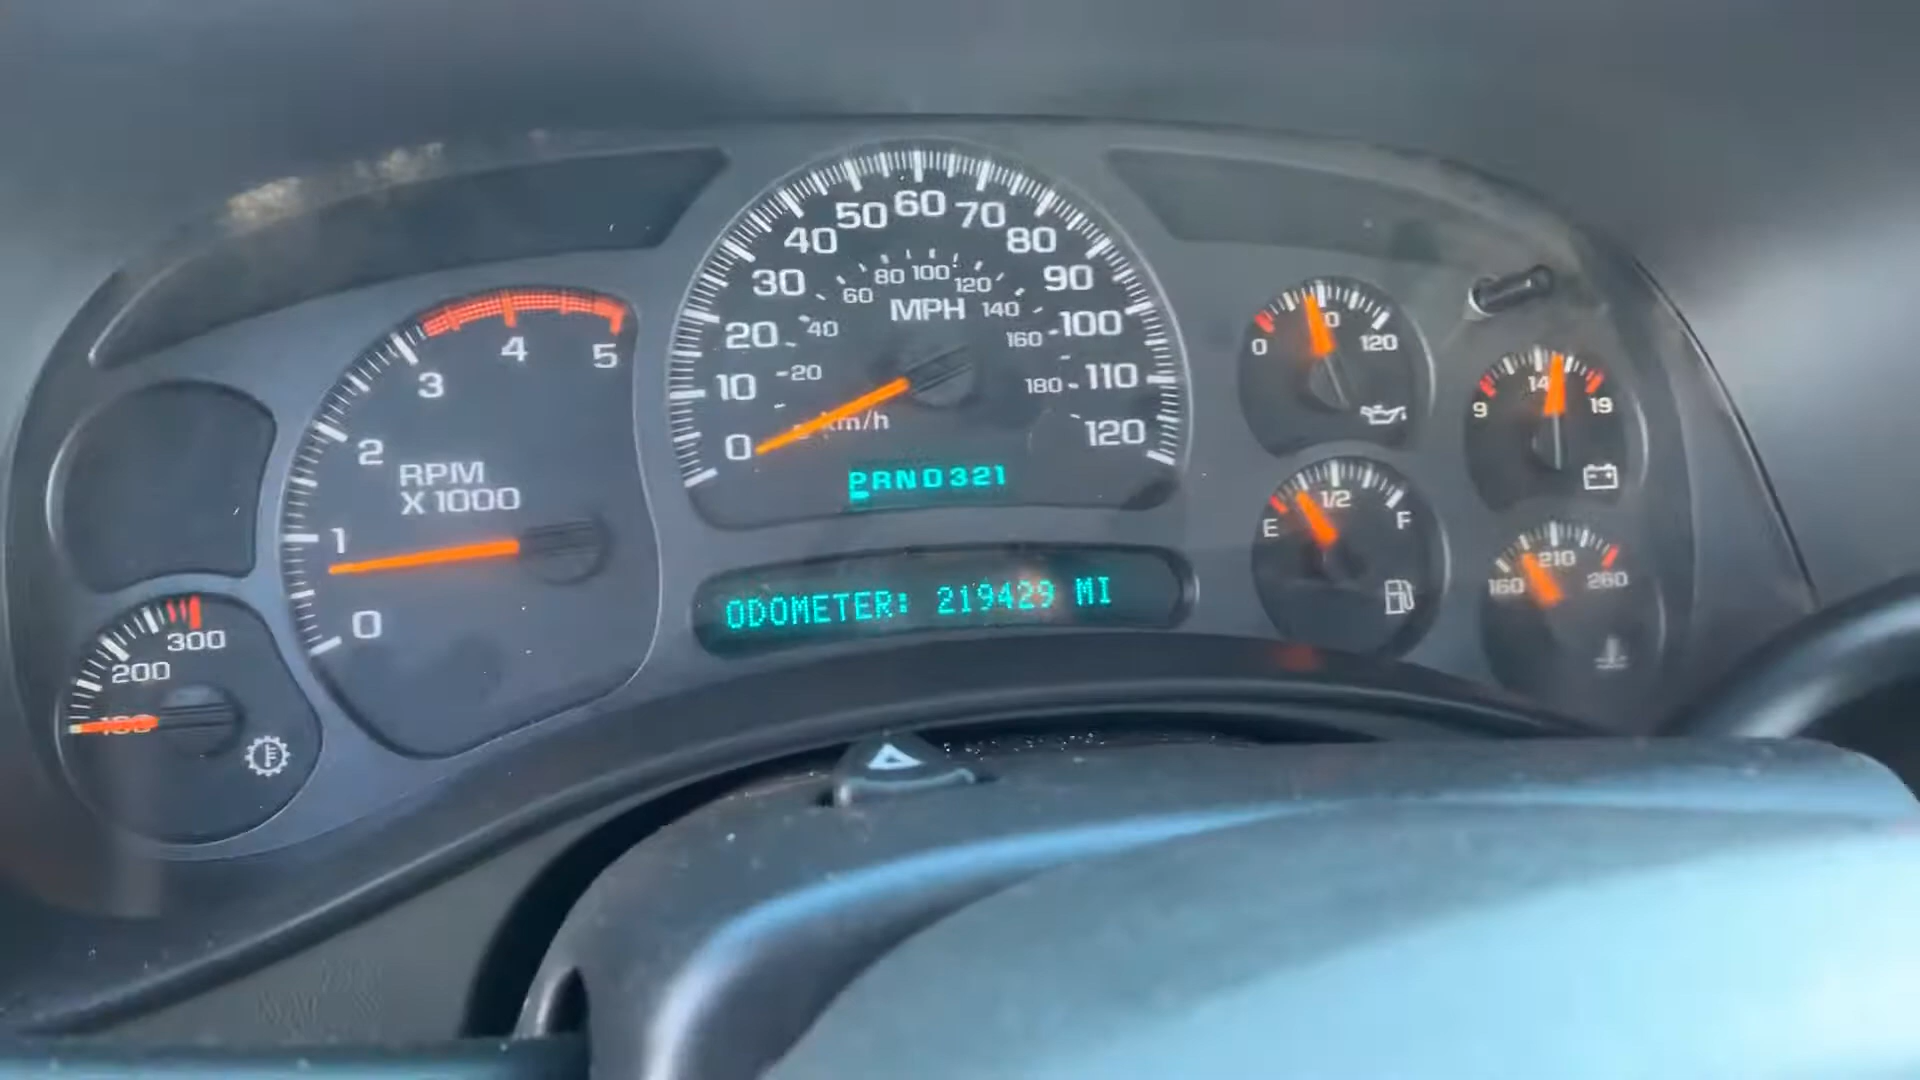 60
50 70
40 80
30 90
20 100
10 110
0 120
80 100 120
60 140
40 160
20 180
MPH
km/h
PRND321
ODOMETER: 219429 MI
5
4
3
2
1
0
RPM
X 1000
300
200
0 120
9 14 19
E 1/2 F
160 210 260